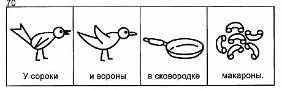 7С
У сороки
и вороны
в сковородке
макароны.